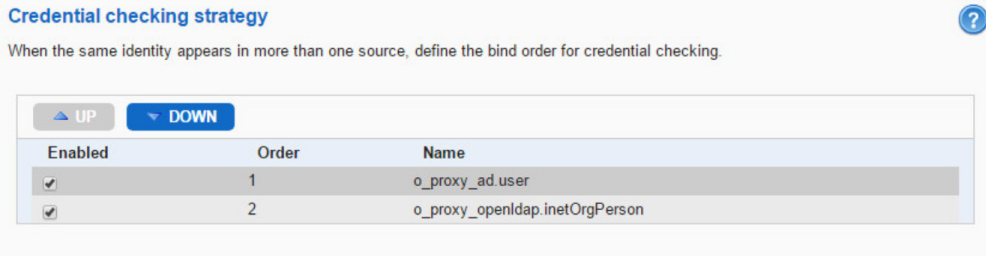 Credential checking strategy
?
When the same identity appears in more than one source, define the bind order for credential checking.
UP DOWN
Enabled Order Name
1 o_proxy_ad.user
2 o_proxy_openldap.inetOrgPerson